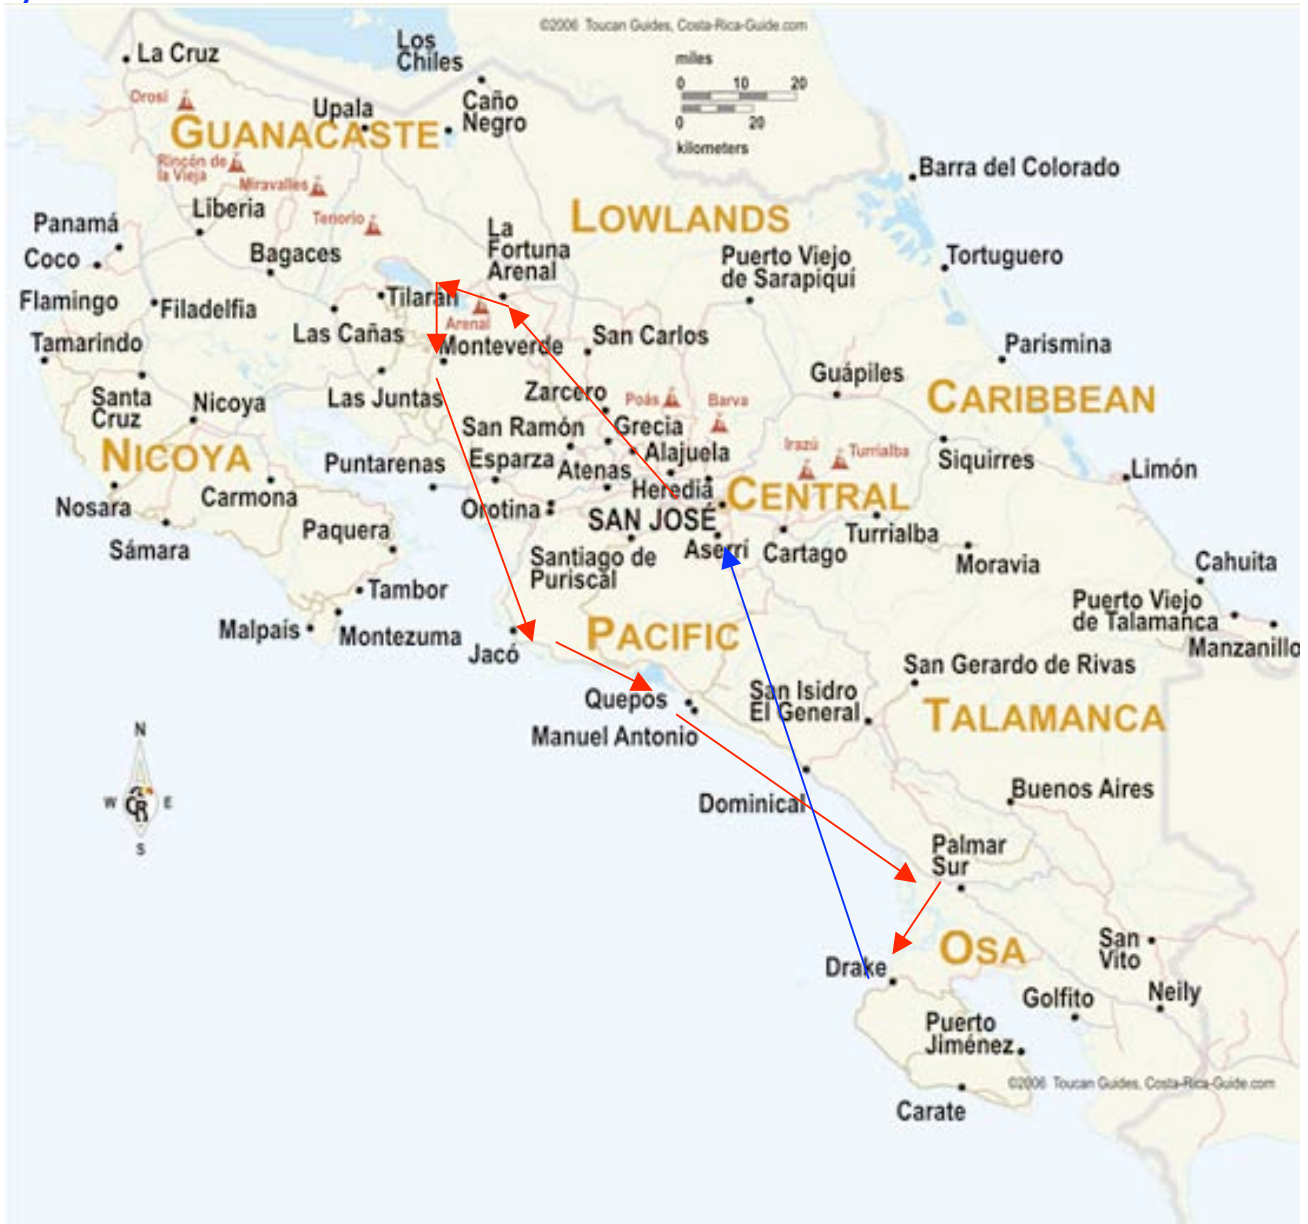 ©2006 Toucan Guides, Costa-Rica-Guide.com
miles
0 10 20
0 20
kilometers
La Cruz
Los
Chiles
Orosi
Upala
Caño
Negro
GUANACASTE
Rincón de
la Vieja
Miravalles
Barra del Colorado
Liberia
Tenorio
LOWLANDS
Panamá
Coco
Bagaces
La
Fortuna
Arenal
Puerto Viejo
de Sarapiquí
Tortuguero
Flamingo
Filadelfia
Tilarán
Arenal
Las Cañas
Tamarindo
Monteverde
San Carlos
Parismina
Guápiles
Santa
Cruz
Nicoya
Las Juntas
Zarcero
Poás
Barva
CARIBBEAN
San Ramón
Grecia
NICOYA
Puntarenas
Esparza
Atenas
Alajuela
Irazú
Turrialba
Siquirres
Limón
Nosara
Carmona
Orotina
Heredia
CENTRAL
SAN JOSÉ
Sámara
Paquera
Santiago de
Puriscal
Aserrí
Cartago
Turrialba
Moravia
Cahuita
Tambor
Puerto Viejo
de Talamanca
Malpaís
Montezuma
Jacó
PACIFIC
Manzanillo
San Gerardo de Rivas
Quepos
San Isidro
El General
TALAMANCA
Manuel Antonio
N
W E
CR
S
Dominical
Buenos Aires
Palmar
Sur
OSA
San
Vito
Drake
Golfito
Neily
Puerto
Jiménez
©2006 Toucan Guides, Costa-Rica-Guide.com
Carate